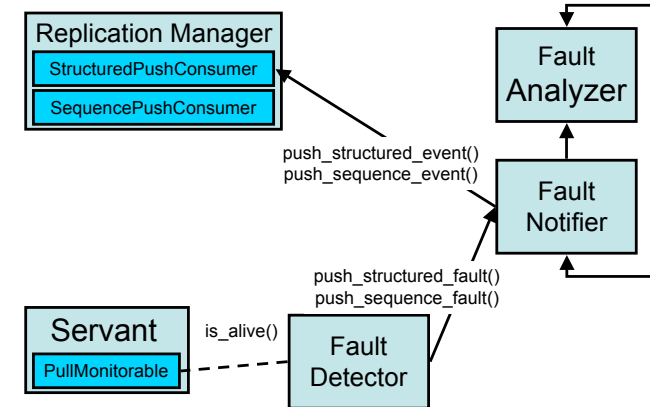 Replication Manager
StructuredPushConsumer
SequencePushConsumer
Fault
Analyzer
push_structured_event()
push_sequence_event()
Fault
Notifier
push_structured_fault()
push_sequence_fault()
Servant
PullMonitorable
is_alive()
Fault
Detector